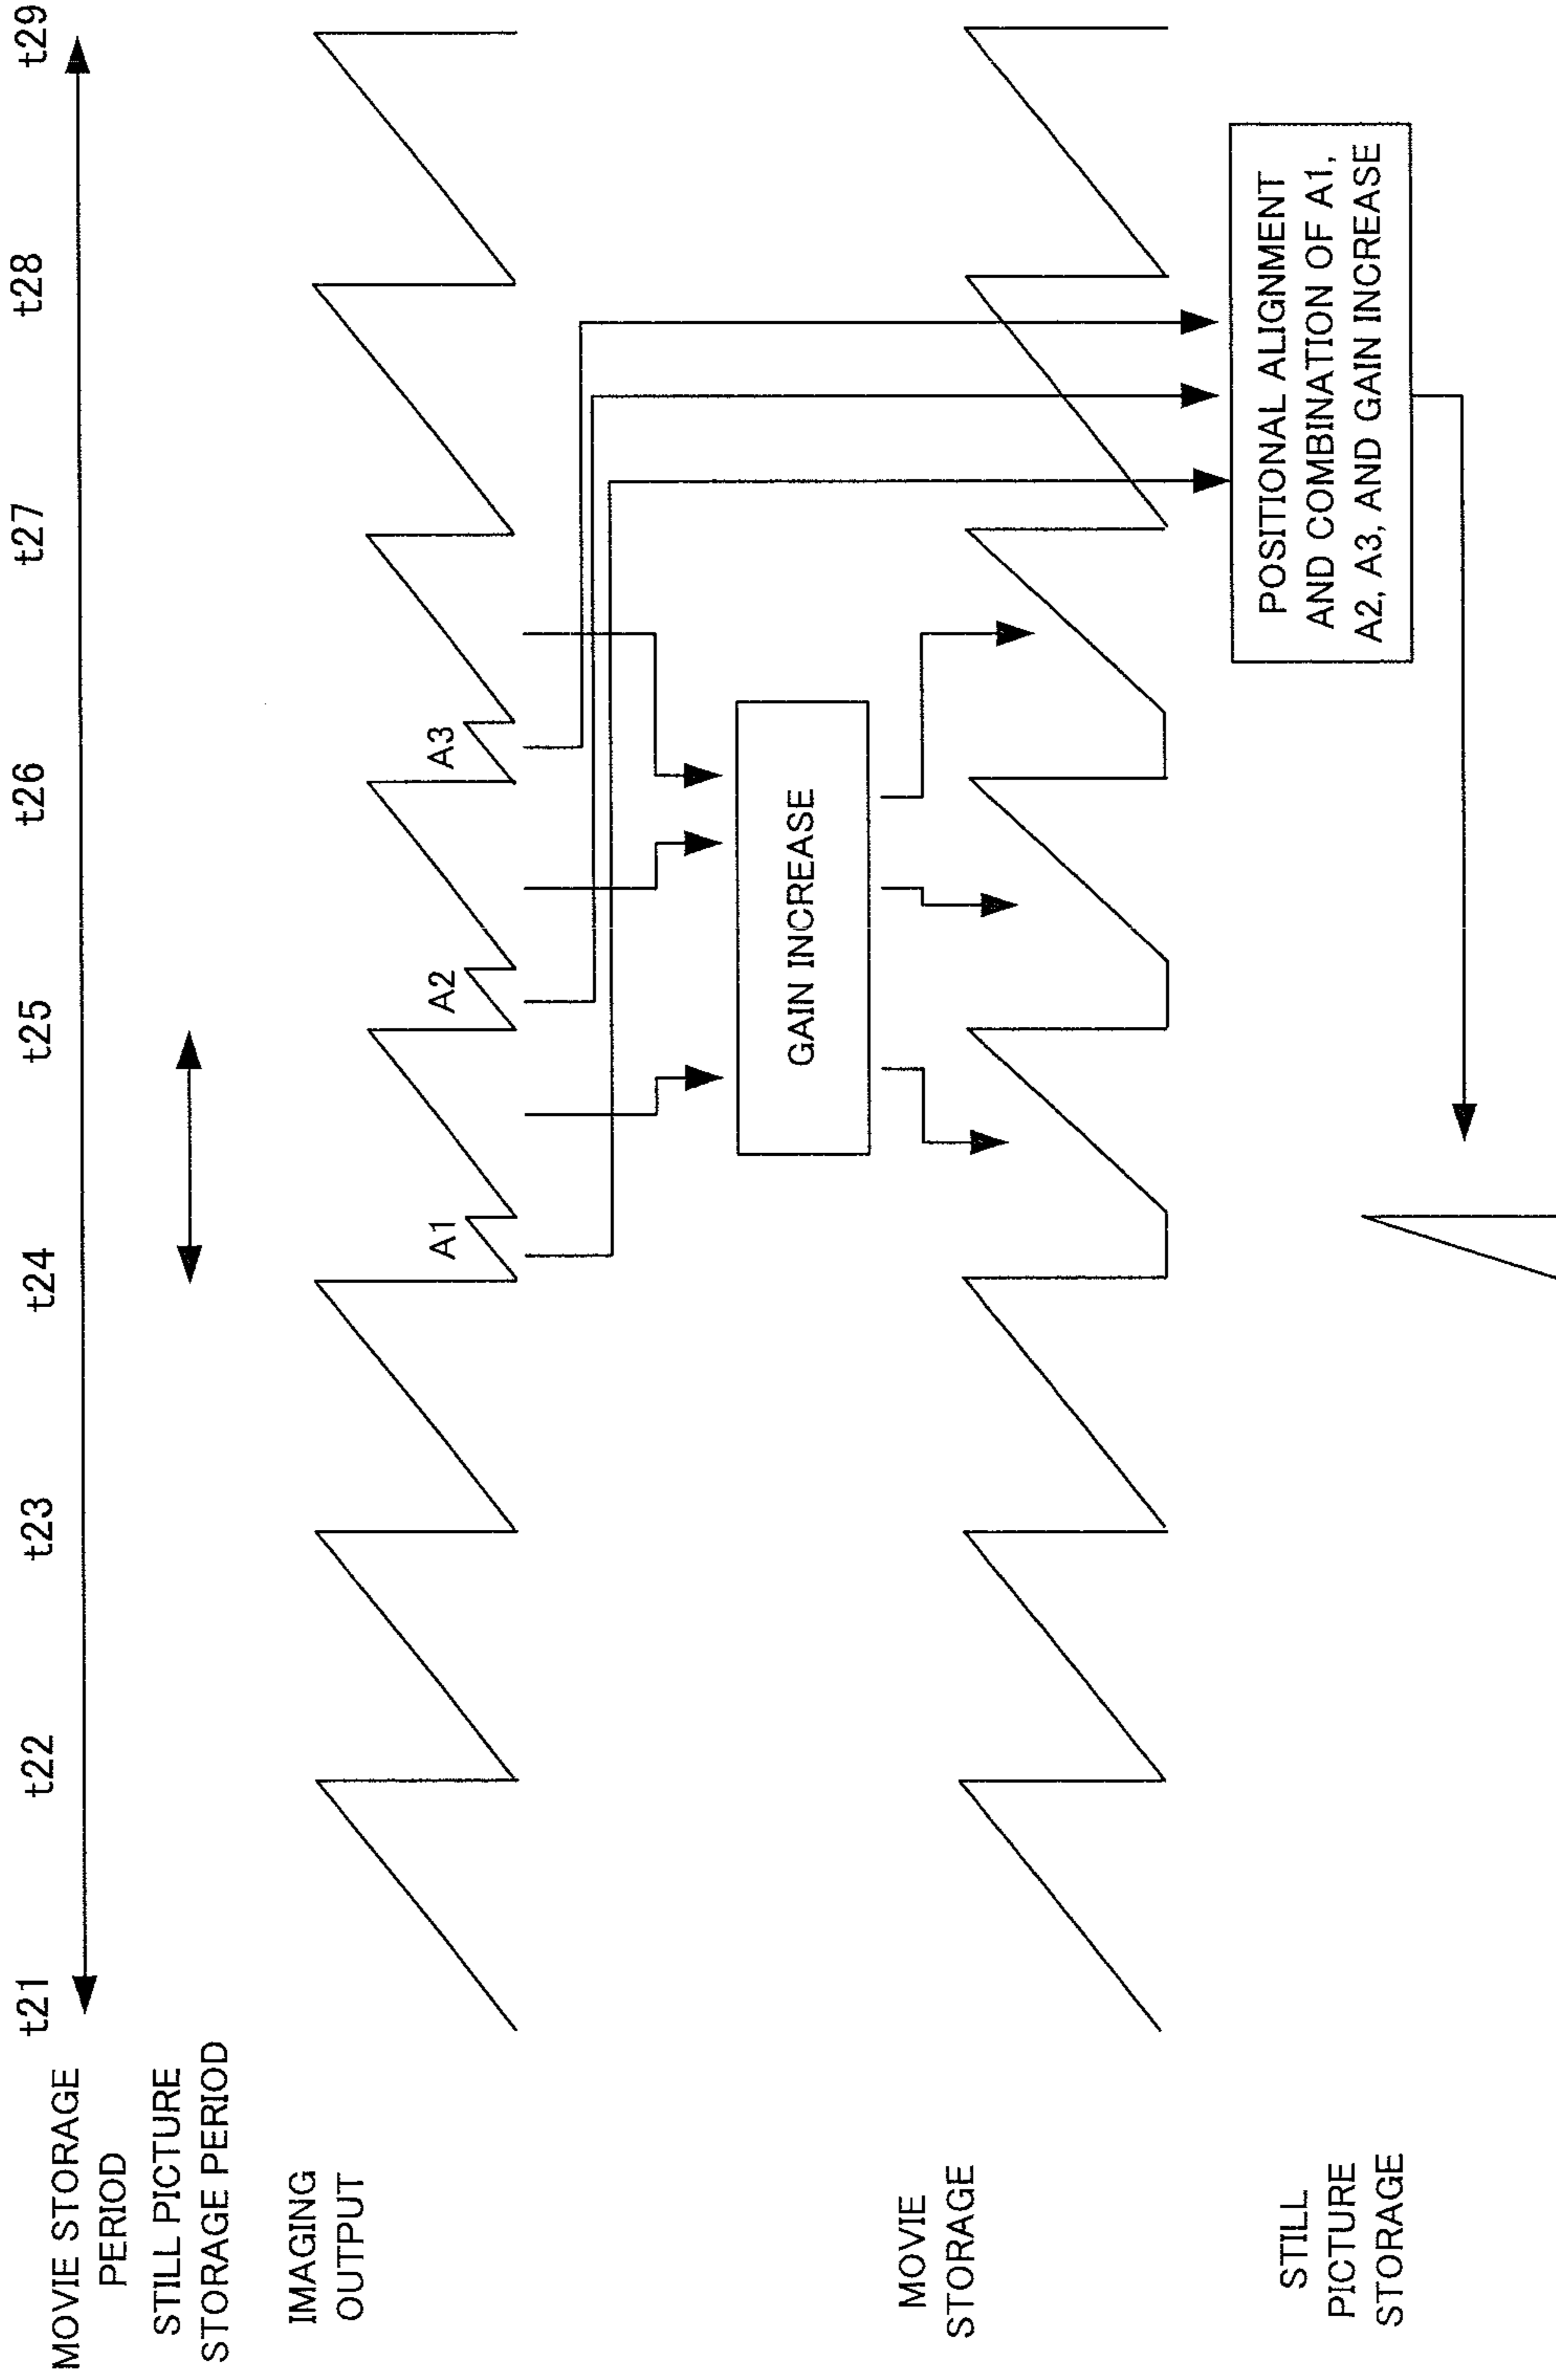 t21
t22
t23
t24
t25
t26
t27
t28
t29
MOVIE STORAGE
PERIOD
STILL PICTURE
STORAGE PERIOD
IMAGING
OUTPUT
A1
A2
A3
GAIN INCREASE
MOVIE
STORAGE
POSITIONAL ALIGNMENT
AND COMBINATION OF A1,
A2, A3, AND GAIN INCREASE
STILL
PICTURE
STORAGE